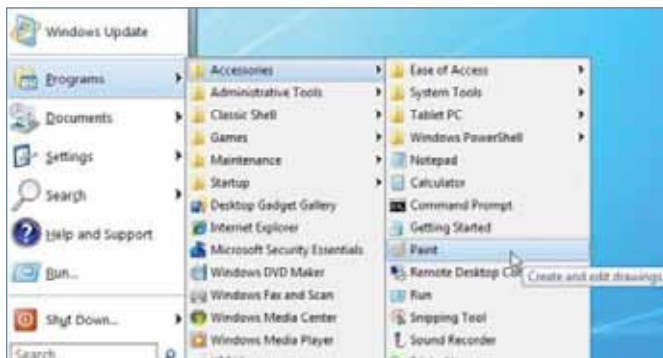 Windows Update
Programs
Documents
Settings
Search
Help and Support
Run...
Shut Down...
Search
Accessories
Administrative Tools
Classic Shell
Games
Maintenance
Startup
Desktop Gadget Gallery
Internet Explorer
Microsoft Security Essentials
Windows DVD Maker
Windows Fax and Scan
Windows Media Center
Windows Media Player
Ease of Access
System Tools
Tablet PC
Windows PowerShell
Notepad
Calculator
Command Prompt
Getting Started
Paint
Remote Desktop
Create and edit drawings
Run
Snipping Tool
Sound Recorder